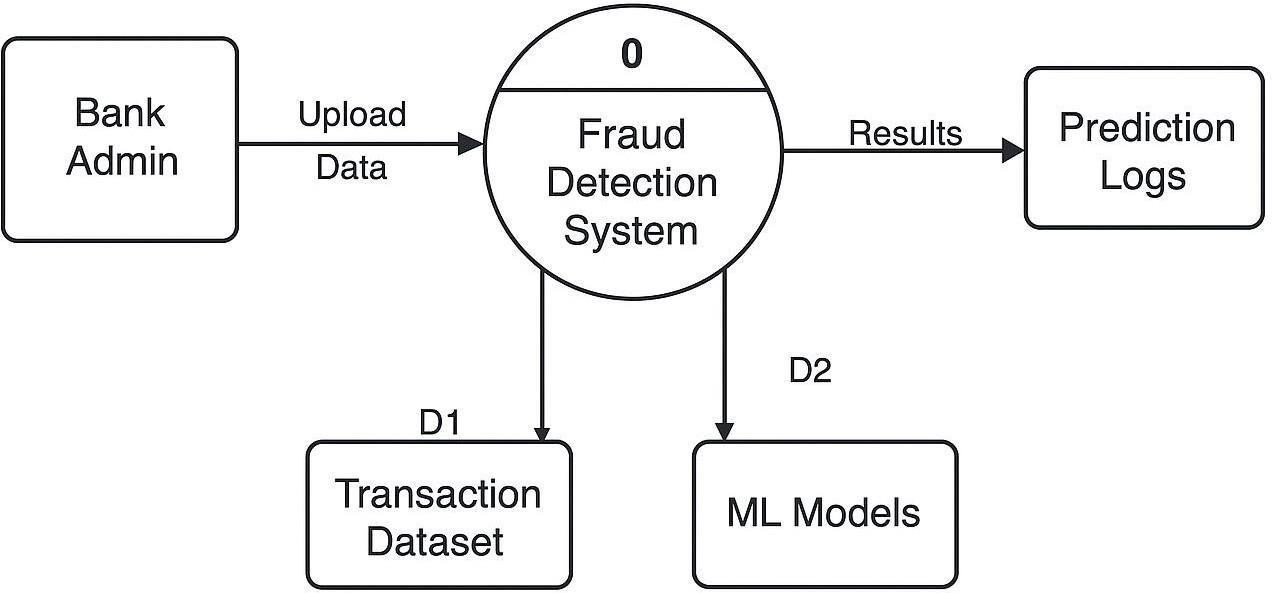 Bank
Admin
Upload
Data
0
Fraud
Detection
System
Results
Prediction
Logs
D1
Transaction
Dataset
D2
ML Models